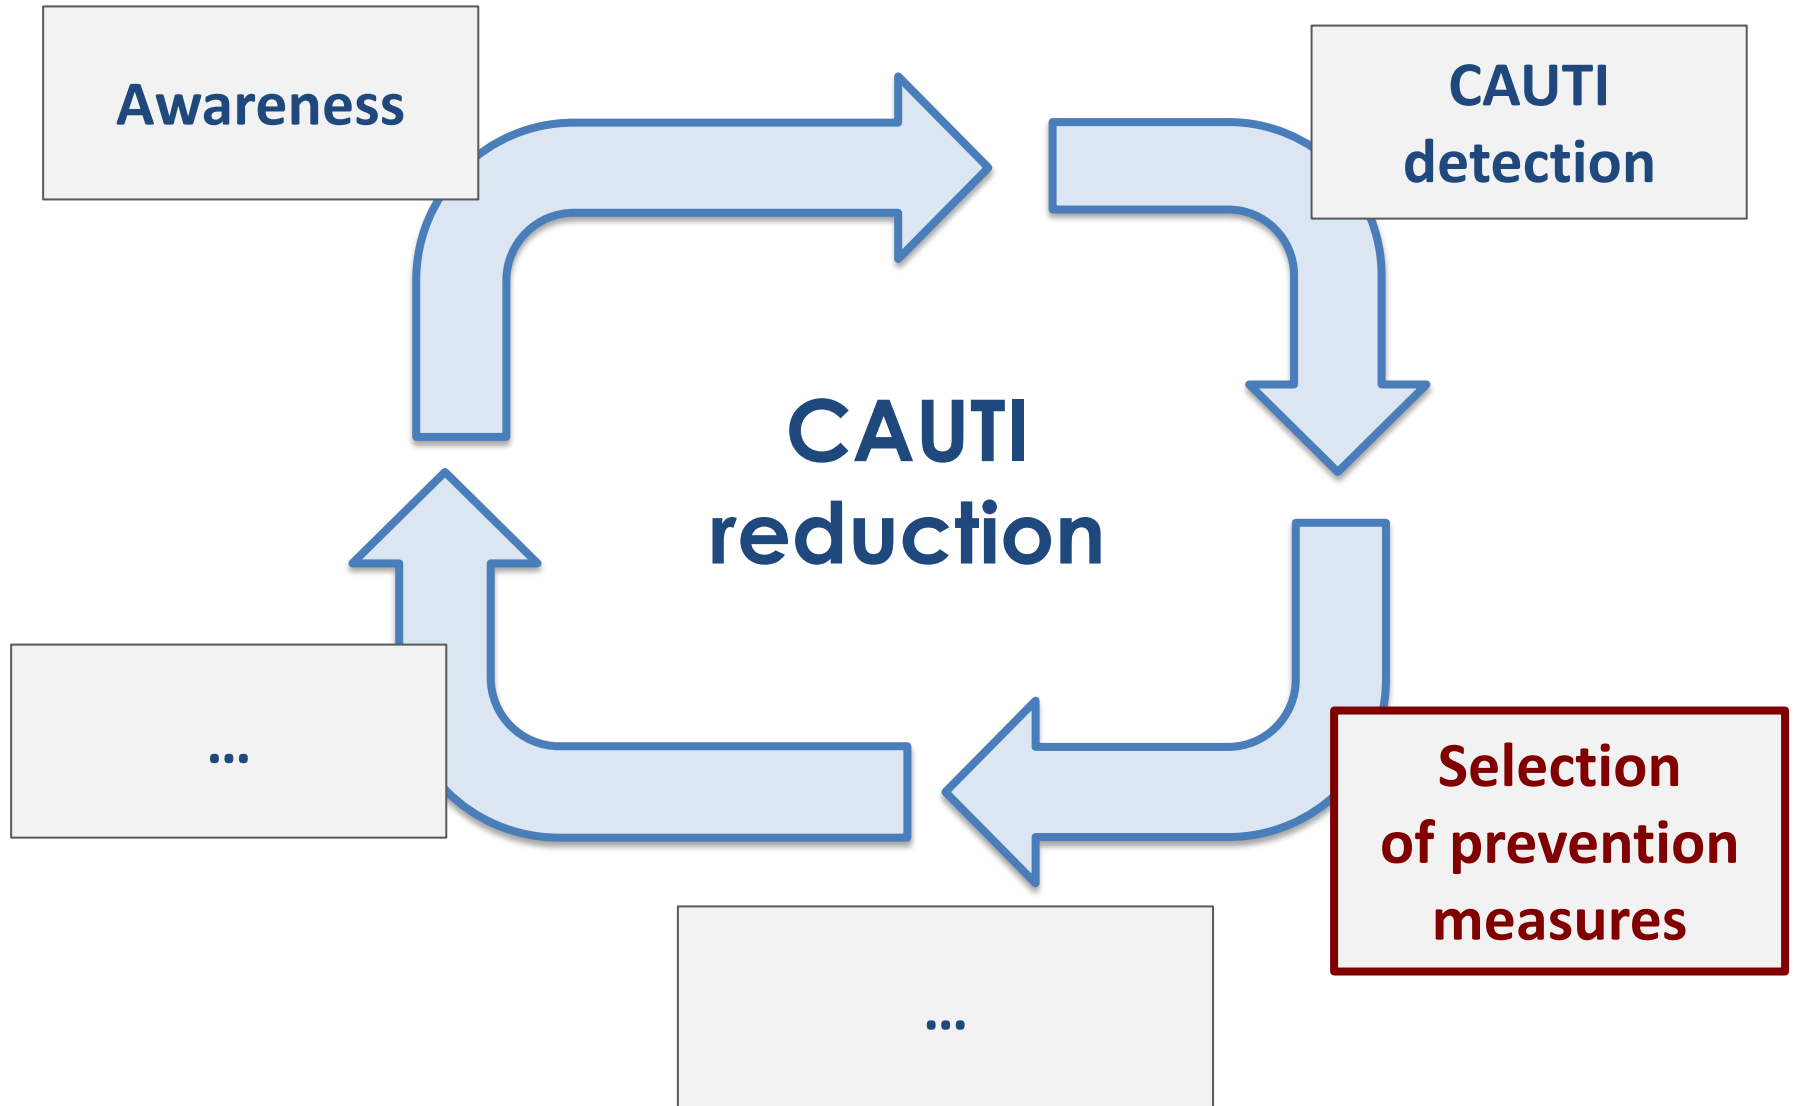 Awareness
CAUTI
detection
CAUTI
reduction
...
Selection
of prevention
measures
...